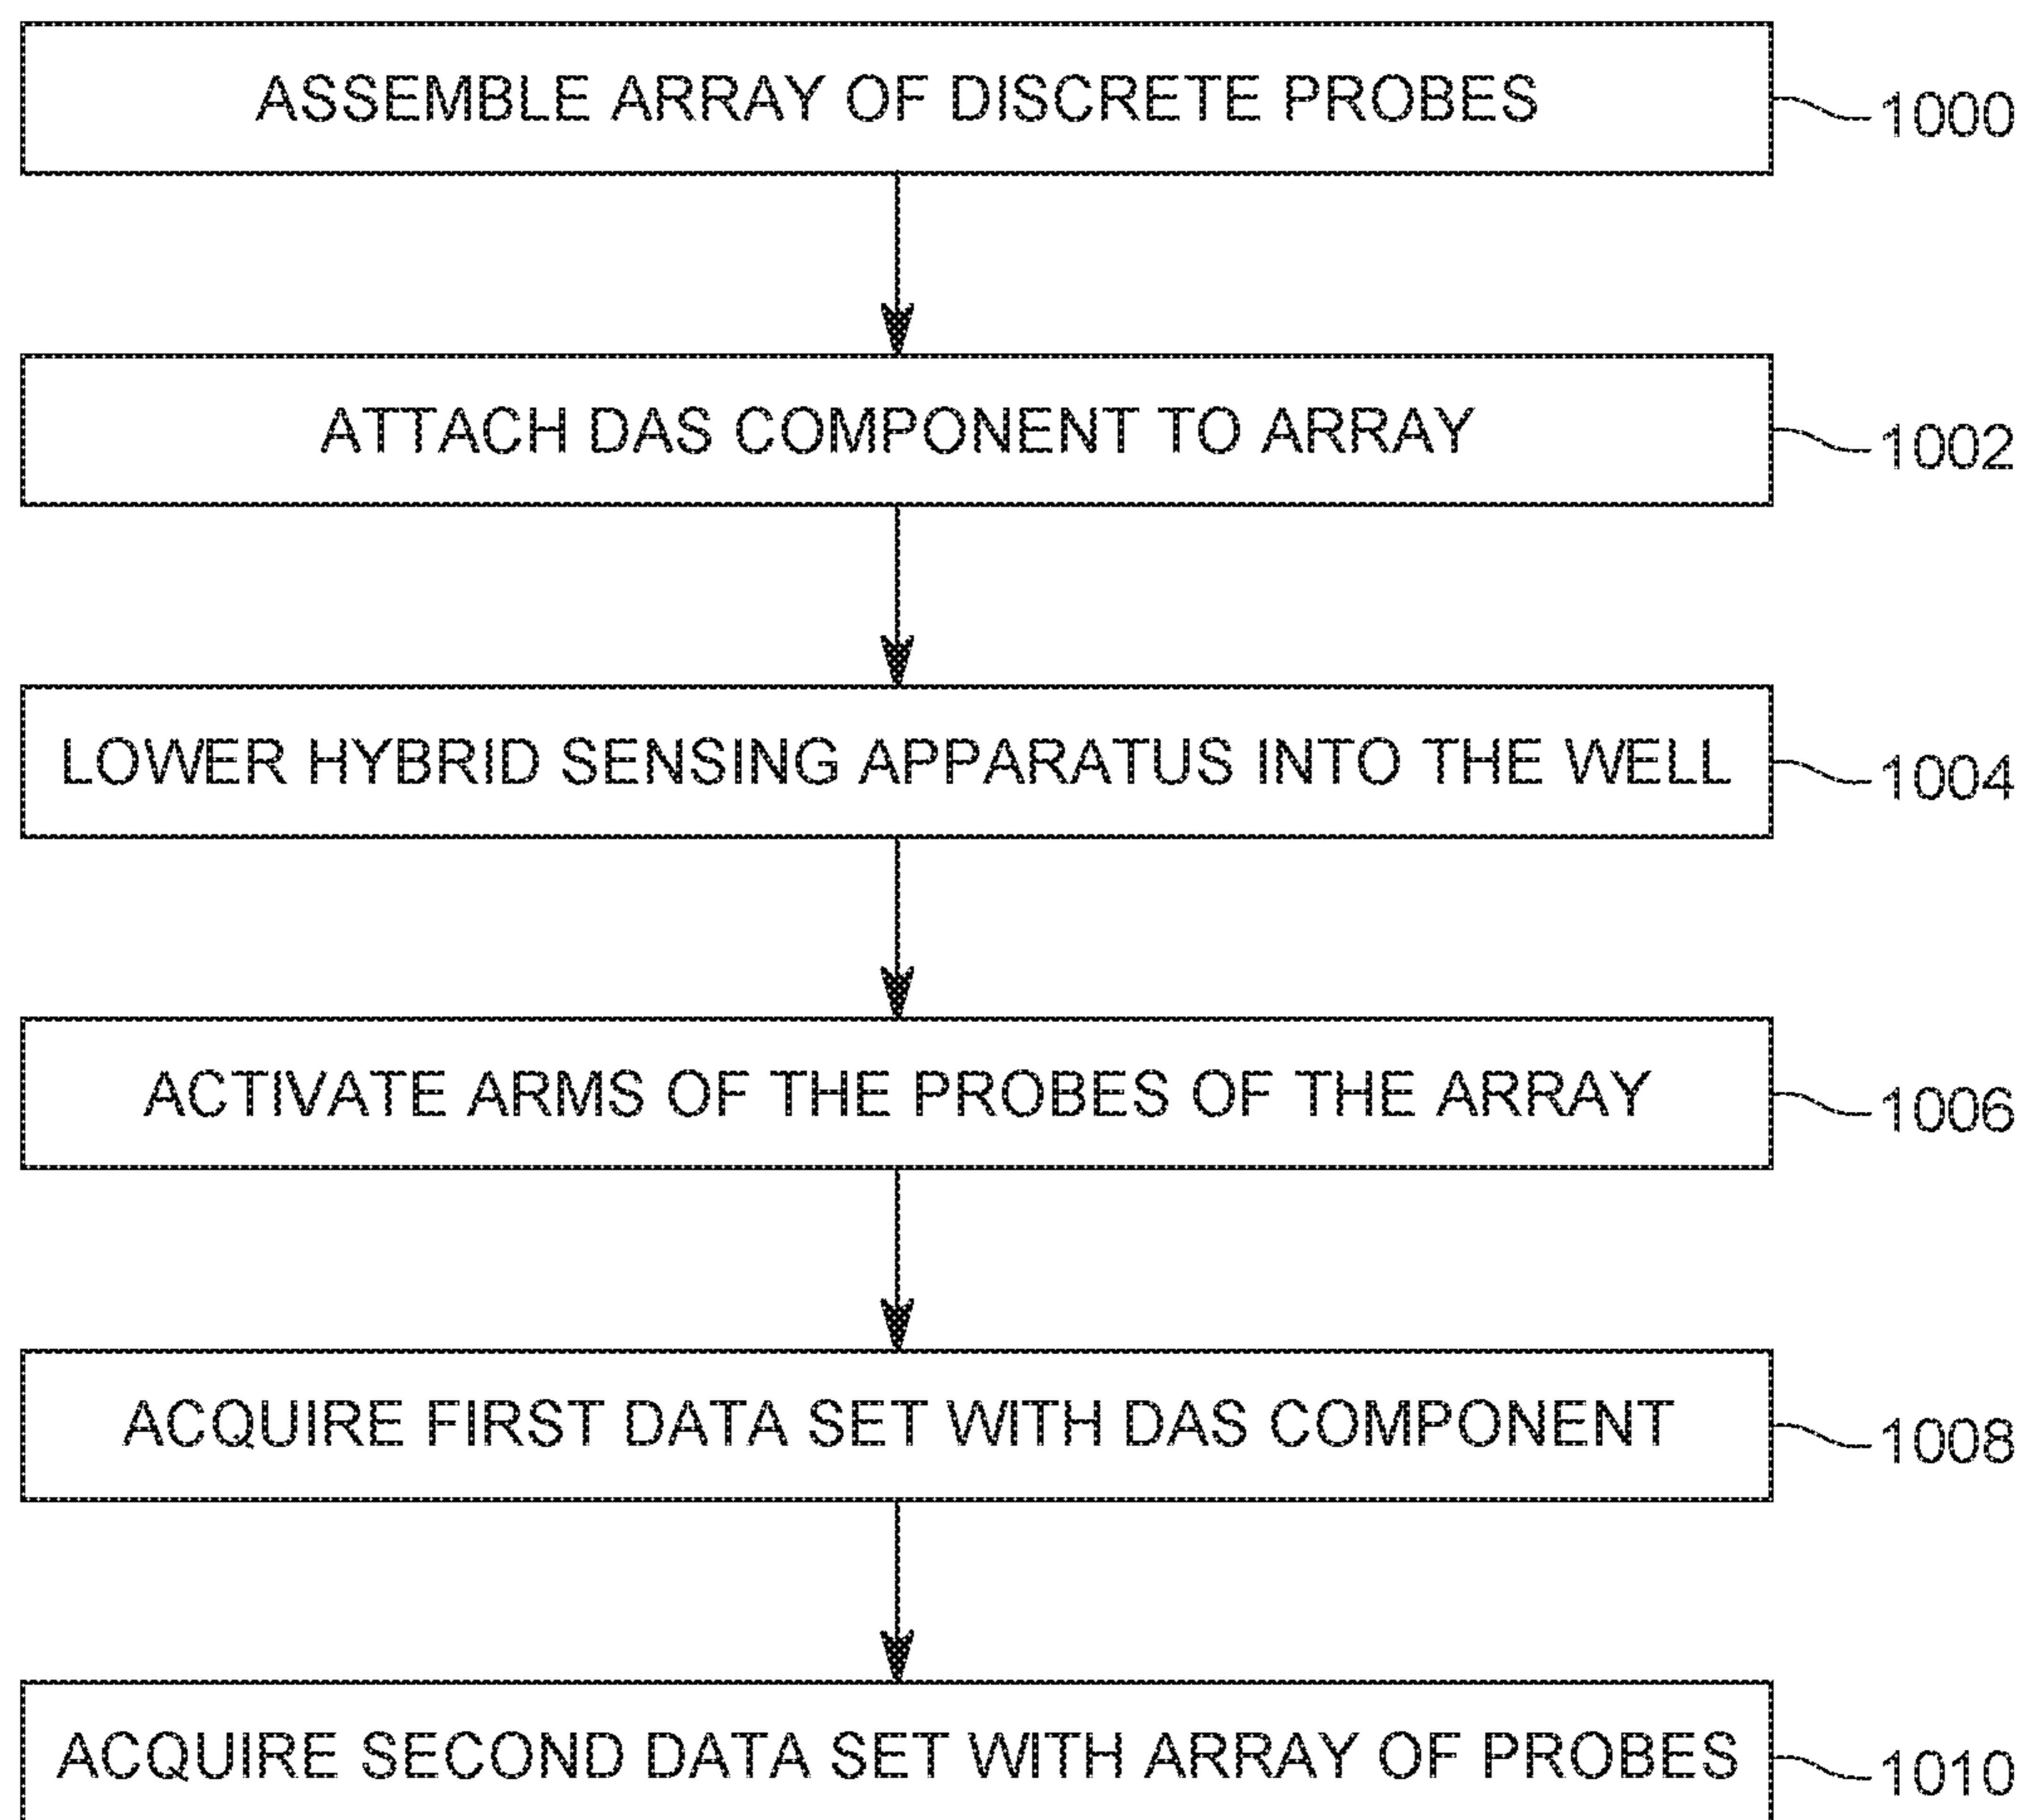 ASSEMBLE ARRAY OF DISCRETE PROBES
1000
ATTACH DAS COMPONENT TO ARRAY
1002
LOWER HYBRID SENSING APPARATUS INTO THE WELL
1004
ACTIVATE ARMS OF THE PROBES OF THE ARRAY
1006
ACQUIRE FIRST DATA SET WITH DAS COMPONENT
1008
ACQUIRE SECOND DATA SET WITH ARRAY OF PROBES
1010